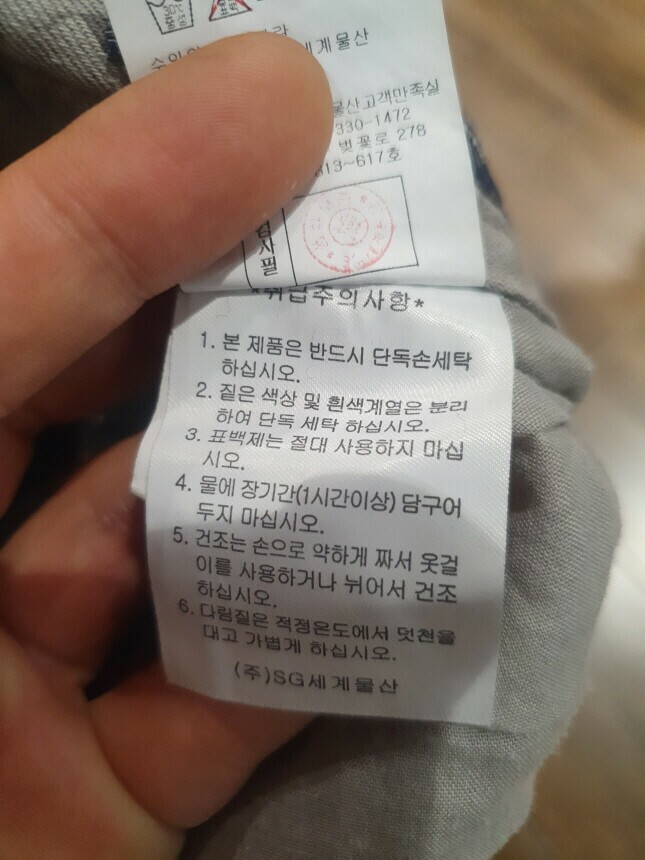 세계물산
물산고객만족실
330-1472
벚꽃로 278
613~617호
검사필
*취급주의사항*
1. 본 제품은 반드시 단독손세탁
하십시오.
2. 짙은 색상 및 흰색계열은 분리
하여 단독 세탁 하십시오.
3. 표백제는 절대 사용하지 마십
시오.
4. 물에 장기간(1시간이상) 담구어
두지 마십시오.
5. 건조는 손으로 약하게 짜서 옷걸
이를 사용하거나 뉘어서 건조
하십시오.
6. 다림질은 적정온도에서 덧천을
대고 가볍게 하십시오.
(주)SG세계물산